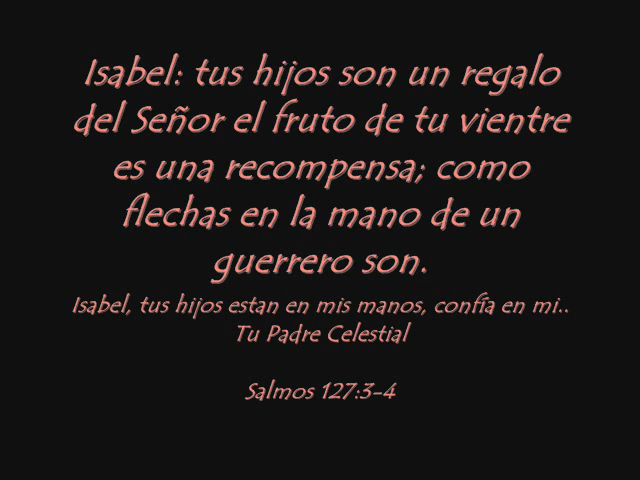 Isabel: tus hijos son un regalo
del Señor el fruto de tu vientre
es una recompensa; como
flechas en la mano de un
guerrero son.
Isabel, tus hijos estan en mis manos, confía en mi..
Tu Padre Celestial
Salmos 127:3-4